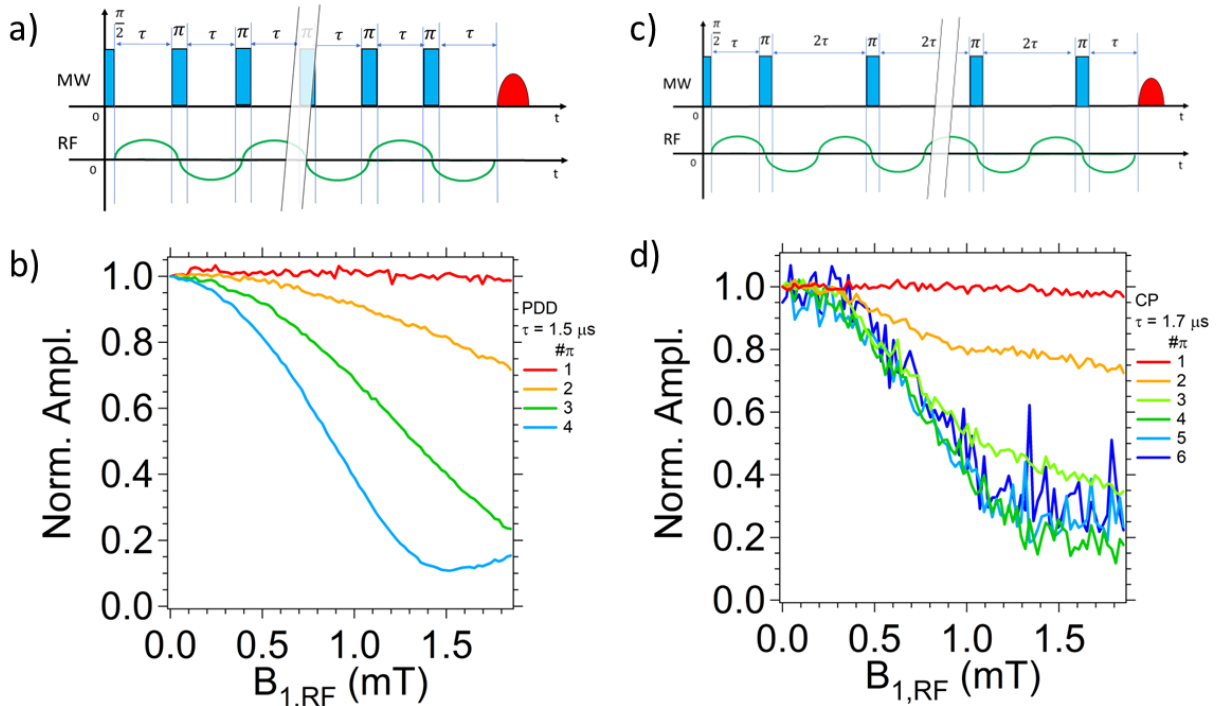 a)
π/2 τ π τ π τ π τ π τ π τ
MW
0 t
RF
0 t
c)
π/2 τ π 2τ π 2τ π 2τ π τ
MW
0 t
RF
0 t
b)
Norm. Ampl.
1.0
0.8
0.6
0.4
0.2
0.0
0.0 0.5 1.0 1.5
B1,RF (mT)
PDD
τ = 1.5 μs
#π
1
2
3
4
d)
Norm. Ampl.
1.0
0.8
0.6
0.4
0.2
0.0
0.0 0.5 1.0 1.5
B1,RF (mT)
CP
τ = 1.7 μs
#π
1
2
3
4
5
6